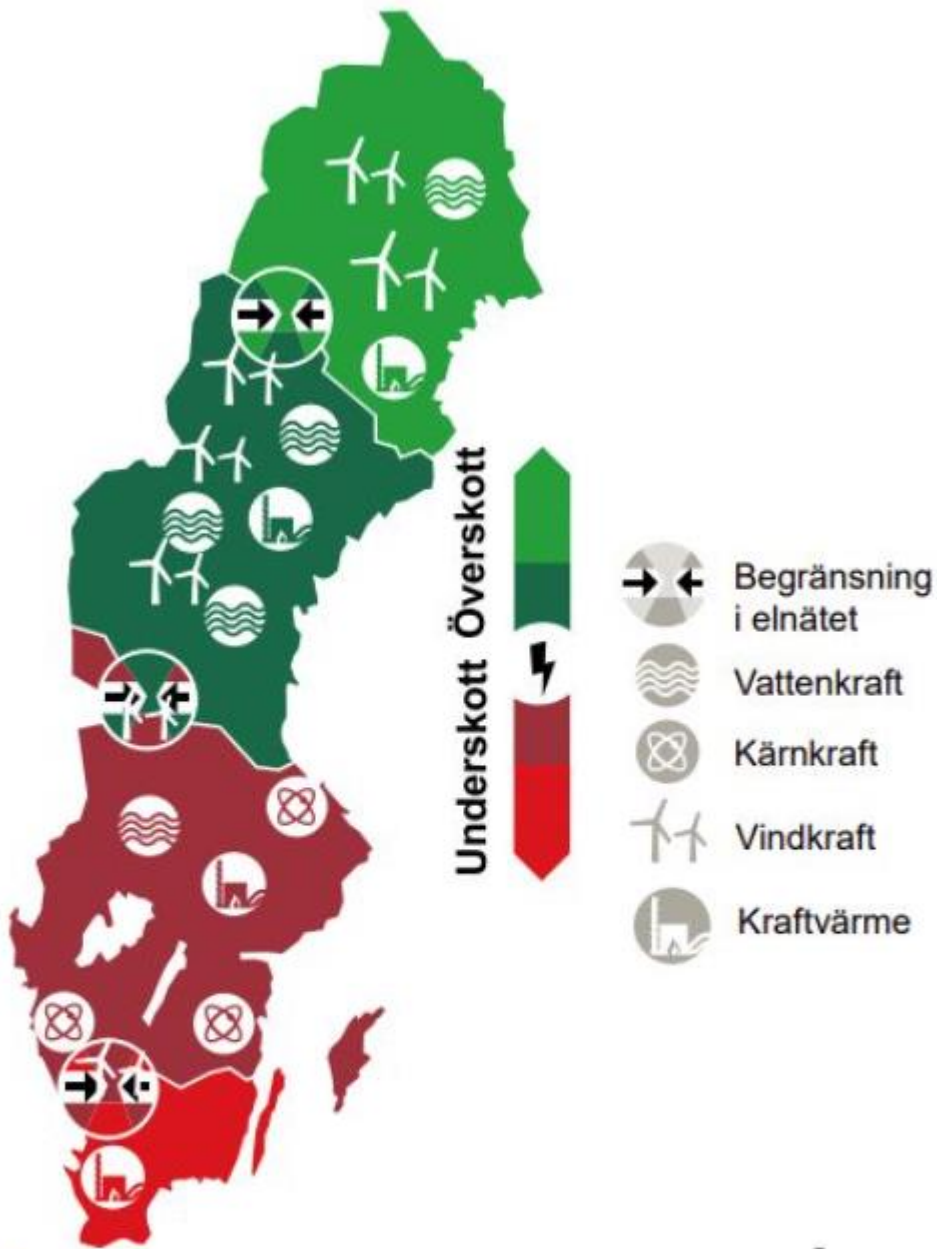 Överskott
Underskott
Begränsning
i elnätet
Vattenkraft
Kärnkraft
Vindkraft
Kraftvärme